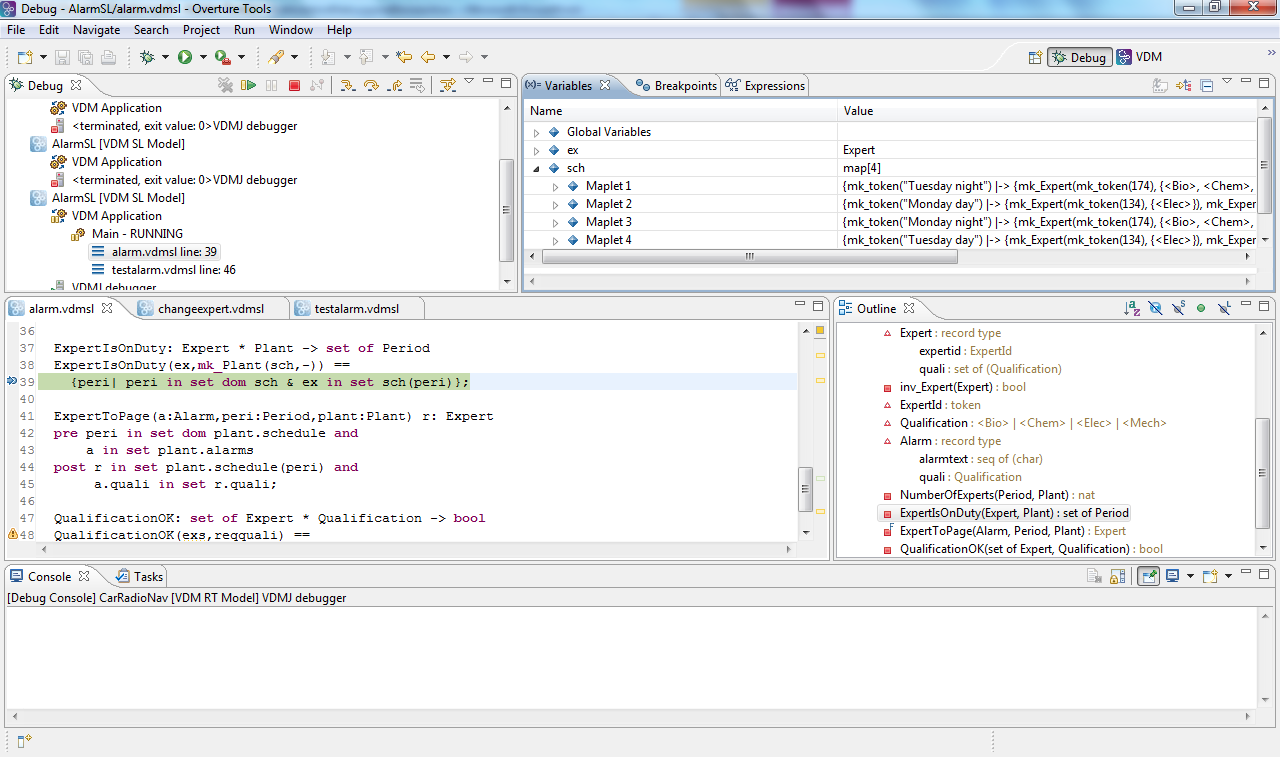 Debug - AlarmSL/alarm.vdmsl - Overture Tools
File Edit Navigate Search Project Run Window Help
Debug VDM
Debug
VDM Application
<terminated, exit value: 0>VDMJ debugger
AlarmSL [VDM SL Model]
VDM Application
<terminated, exit value: 0>VDMJ debugger
AlarmSL [VDM SL Model]
VDM Application
Main - RUNNING
alarm.vdmsl line: 39
testalarm.vdmsl line: 46
VDMJ debugger
(x)= Variables Breakpoints Expressions
Name Value
Global Variables
ex Expert
sch map[4]
Maplet 1 {mk_token("Tuesday night") |-> {mk_Expert(mk_token(174), {<Bio>, <Chem>,
Maplet 2 {mk_token("Monday day") |-> {mk_Expert(mk_token(134), {<Elec>}), mk_Exper
Maplet 3 {mk_token("Monday night") |-> {mk_Expert(mk_token(174), {<Bio>, <Chem>,
Maplet 4 {mk_token("Tuesday day") |-> {mk_Expert(mk_token(134), {<Elec>}), mk_Exper
alarm.vdmsl changeexpert.vdmsl testalarm.vdmsl
36
37 ExpertIsOnDuty: Expert * Plant -> set of Period
38 ExpertIsOnDuty(ex,mk_Plant(sch,-)) ==
39 {peri| peri in set dom sch & ex in set sch(peri)};
40
41 ExpertToPage(a:Alarm,peri:Period,plant:Plant) r: Expert
42 pre peri in set dom plant.schedule and
43 a in set plant.alarms
44 post r in set plant.schedule(peri) and
45 a.quali in set r.quali;
46
47 QualificationOK: set of Expert * Qualification -> bool
48 QualificationOK(exs,reqquali) ==
Outline
Expert : record type
expertid : ExpertId
quali : set of (Qualification)
inv_Expert(Expert) : bool
ExpertId : token
Qualification : <Bio> | <Chem> | <Elec> | <Mech>
Alarm : record type
alarmtext : seq of (char)
quali : Qualification
NumberOfExperts(Period, Plant) : nat
ExpertIsOnDuty(Expert, Plant) : set of Period
ExpertToPage(Alarm, Period, Plant) : Expert
QualificationOK(set of Expert, Qualification) : bool
Console Tasks
[Debug Console] CarRadioNav [VDM RT Model] VDMJ debugger